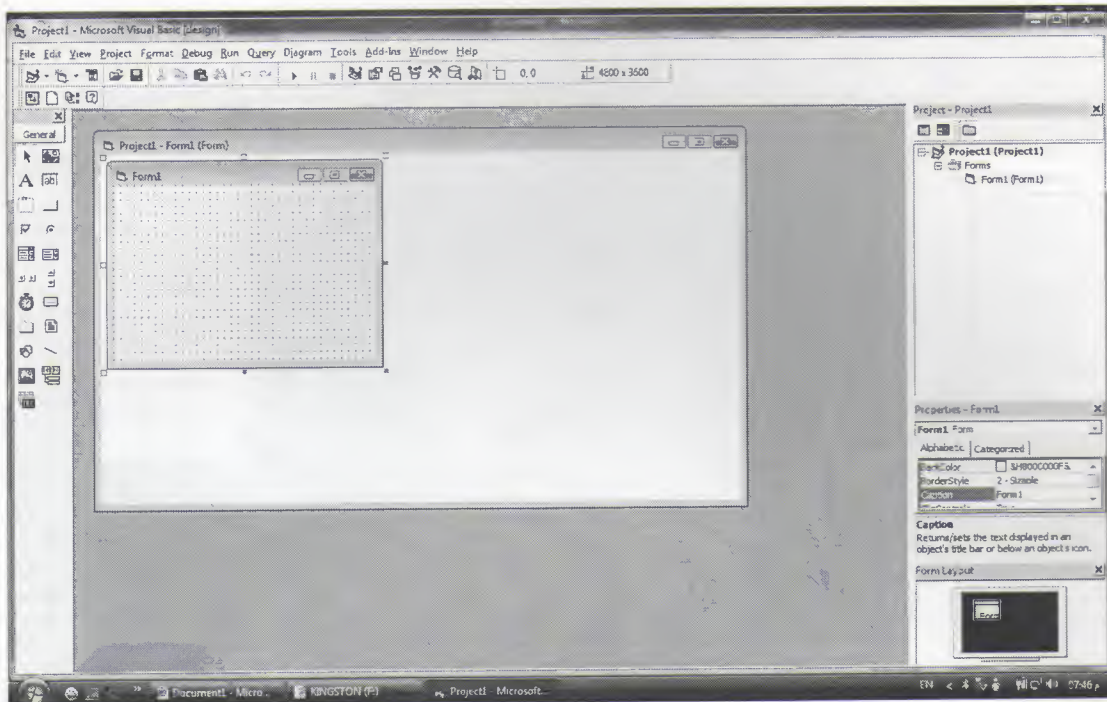 Project1 - Microsoft Visual Basic [design]
File Edit View Project Format Debug Run Query Diagram Tools Add-Ins Window Help
0, 0 4800 x 3600
General
Project1 - Form1 (Form)
Form1
Project - Project1
Project1 (Project1)
Forms
Form1 (Form1)
Properties - Form1
Form1 Form
Alphabetic Categorized
BackColor
BorderStyle 2 - Sizable
Caption Form1
Caption
Returns/sets the text displayed in an
object's title bar or below an object's icon.
Form Layout
Document1 - Micro... KINGSTON (F:) Project1 - Microsoft... EN 07:46 م